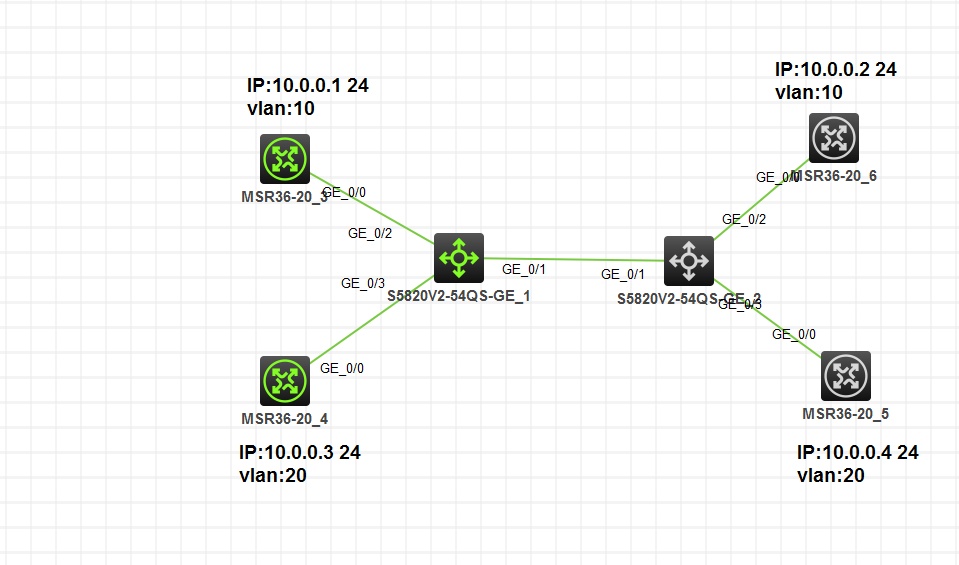 IP:10.0.0.1 24
vlan:10
MSR36-20_3
GE_0/0
GE_0/2
GE_0/3
S5820V2-54QS-GE_1
GE_0/0
MSR36-20_4
IP:10.0.0.3 24
vlan:20
GE_0/1
GE_0/1
IP:10.0.0.2 24
vlan:10
GE_0/0
MSR36-20_6
GE_0/2
S5820V2-54QS-GE_2
GE_0/3
GE_0/0
MSR36-20_5
IP:10.0.0.4 24
vlan:20